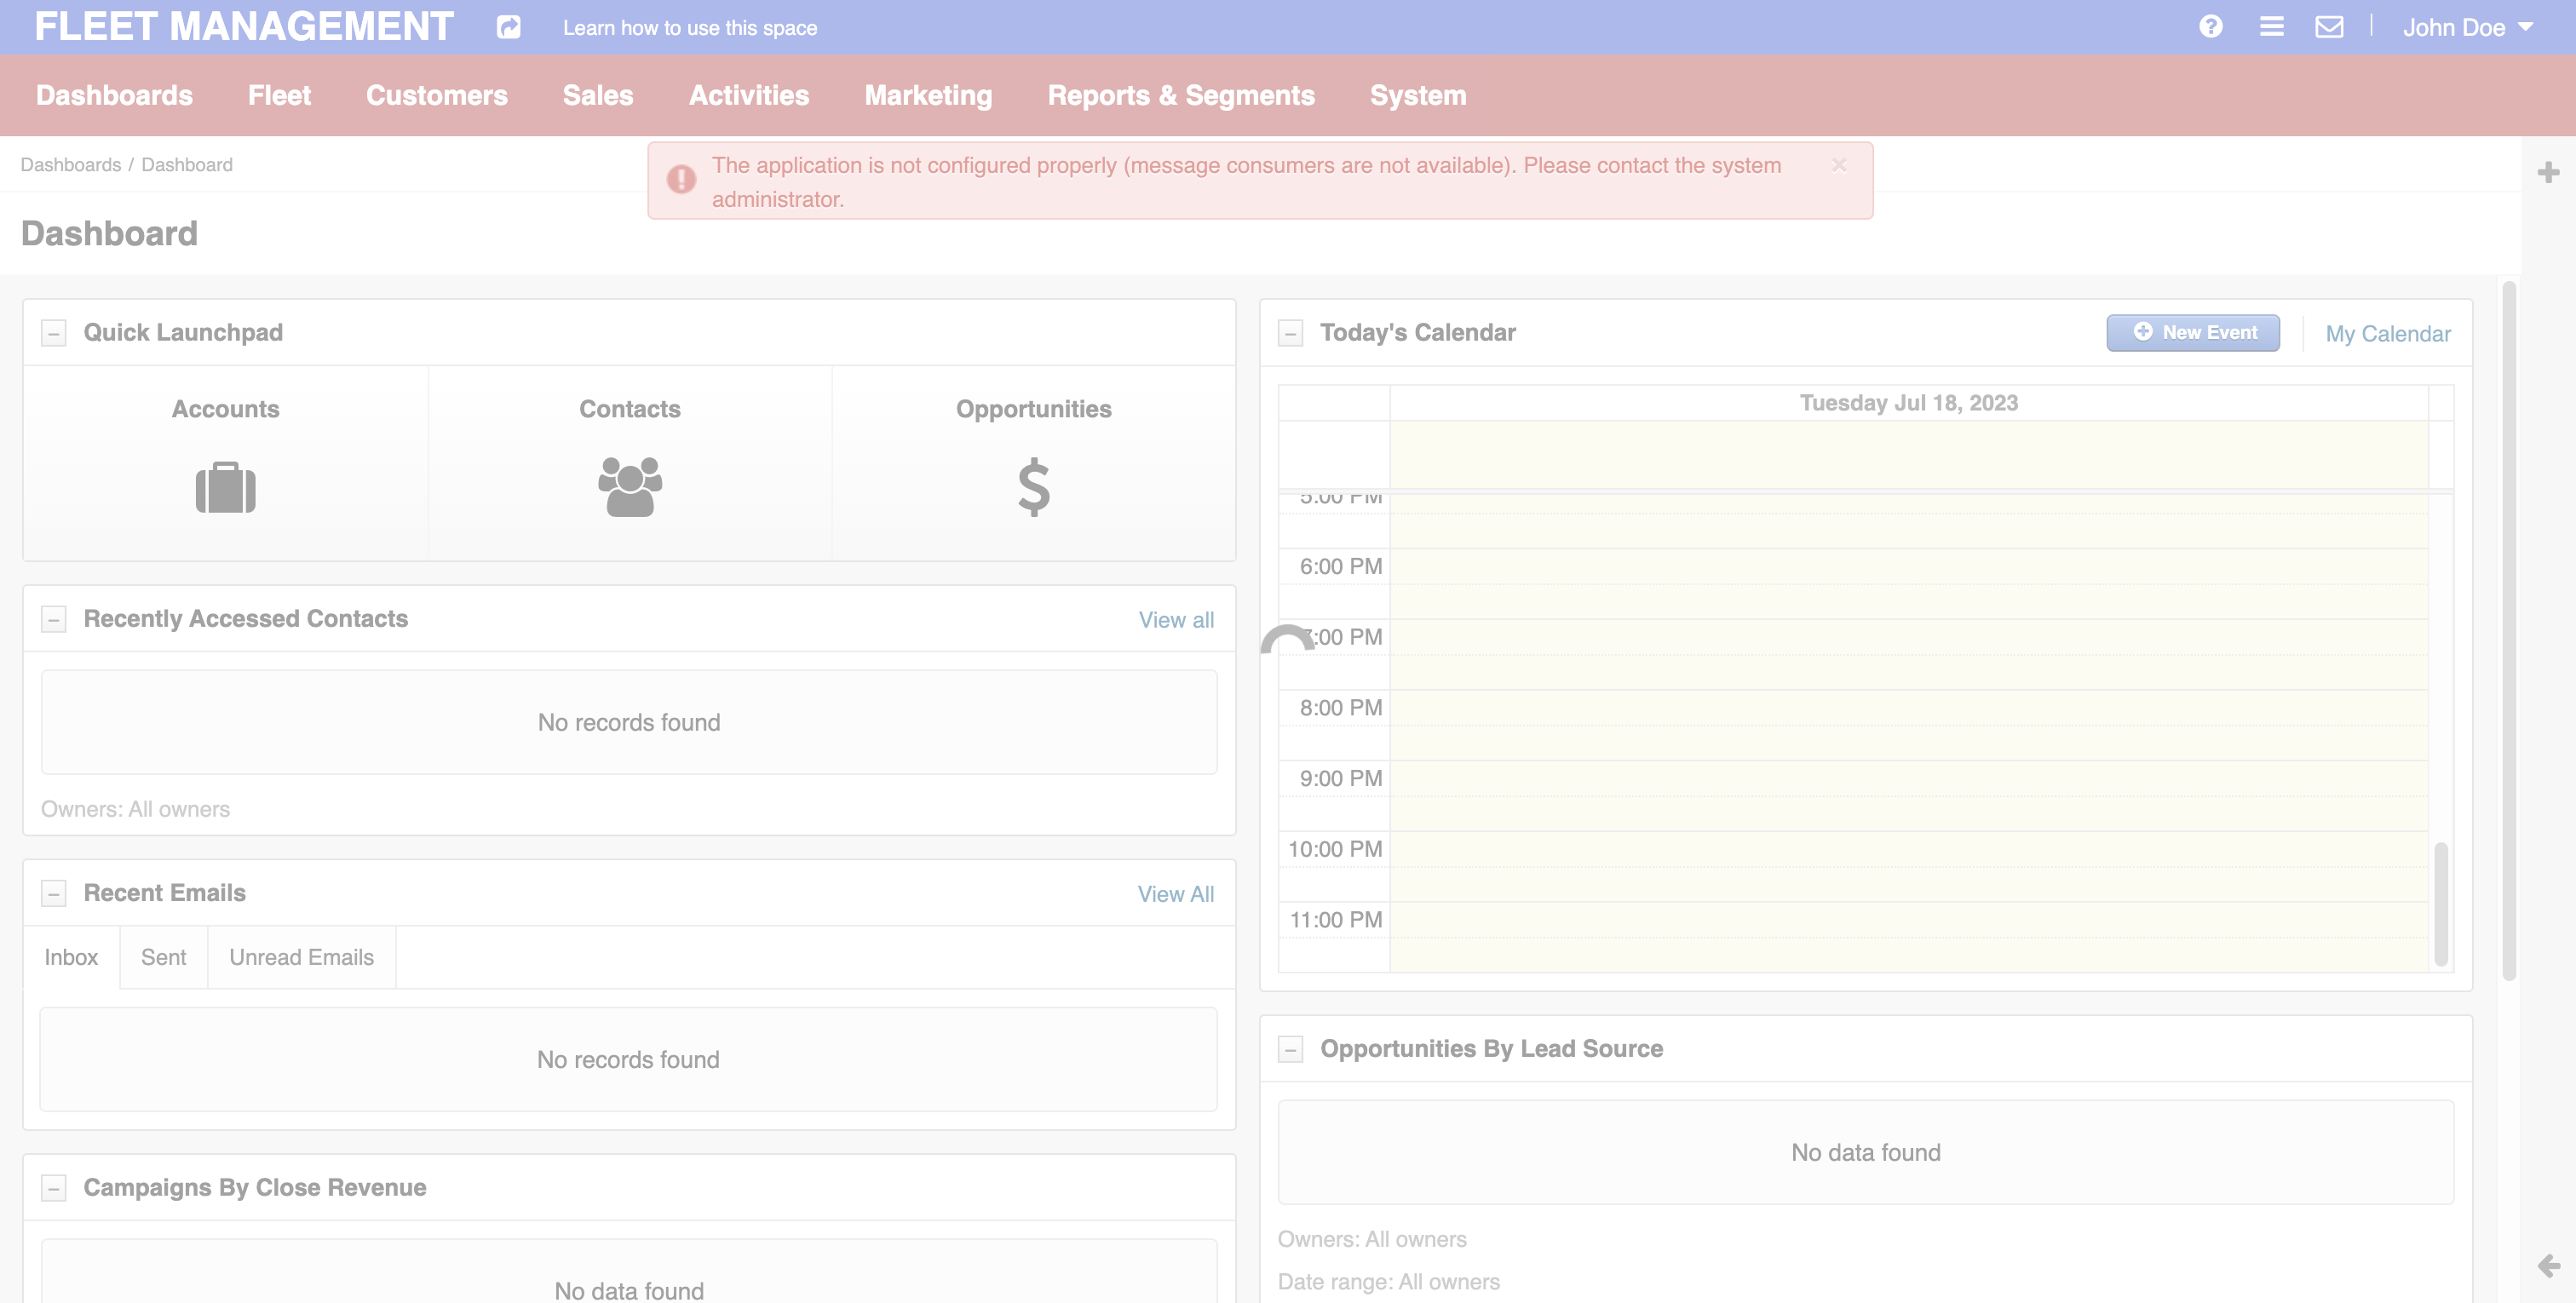 FLEET MANAGEMENT
Learn how to use this space
John Doe
Dashboards
Fleet
Customers
Sales
Activities
Marketing
Reports & Segments
System
Dashboards / Dashboard
The application is not configured properly (message consumers are not available). Please contact the system
administrator.
Dashboard
Quick Launchpad
Accounts
Contacts
Opportunities
Recently Accessed Contacts
View all
No records found
Owners: All owners
Recent Emails
View All
Inbox
Sent
Unread Emails
No records found
Campaigns By Close Revenue
No data found
Today's Calendar
New Event
My Calendar
Tuesday Jul 18, 2023
5:00 PM
6:00 PM
7:00 PM
8:00 PM
9:00 PM
10:00 PM
11:00 PM
Opportunities By Lead Source
No data found
Owners: All owners
Date range: All owners